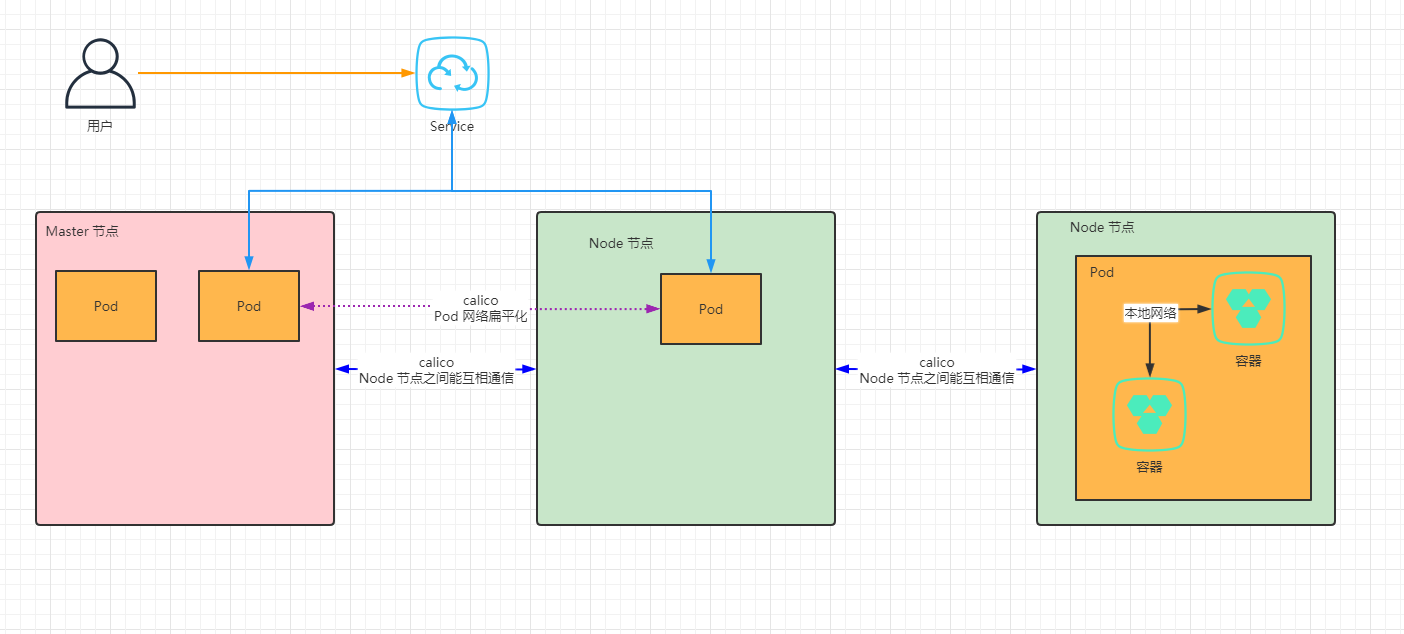 用户
Service
Master 节点
Pod
Pod
calico
Pod 网络扁平化
calico
Node 节点之间能互相通信
Node 节点
Pod
calico
Node 节点之间能互相通信
Node 节点
Pod
本地网络
容器
容器